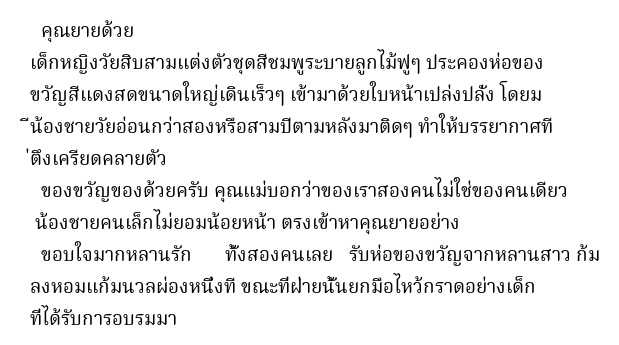 คุณยายด้วย
เด็กหญิงวัยสิบสามแต่งตัวชุดสีชมพูระบายลูกไม้ฟูๆ ประคองห่อของ
ขวัญสีแดงสดขนาดใหญ่เดินเร็วๆ เข้ามาด้วยใบหน้าเปล่งปลั่ง โดยม
ีน้องชายวัยอ่อนกว่าสองหรือสามปีตามหลังมาติดๆ ทำให้บรรยากาศที
่ตึงเครียดคลายตัว
ของขวัญของด้วยครับ คุณแม่บอกว่าของเราสองคนไม่ใช่ของคนเดียว
น้องชายคนเล็กไม่ยอมน้อยหน้า ตรงเข้าหาคุณยายอย่าง
ขอบใจมากหลานรัก ทั้งสองคนเลย รับห่อของขวัญจากหลานสาว ก้ม
ลงหอมแก้มนวลผ่องหนึ่งที ขณะที่ฝ่ายนั้นยกมือไหว้กราดอย่างเด็ก
ที่ได้รับการอบรมมา